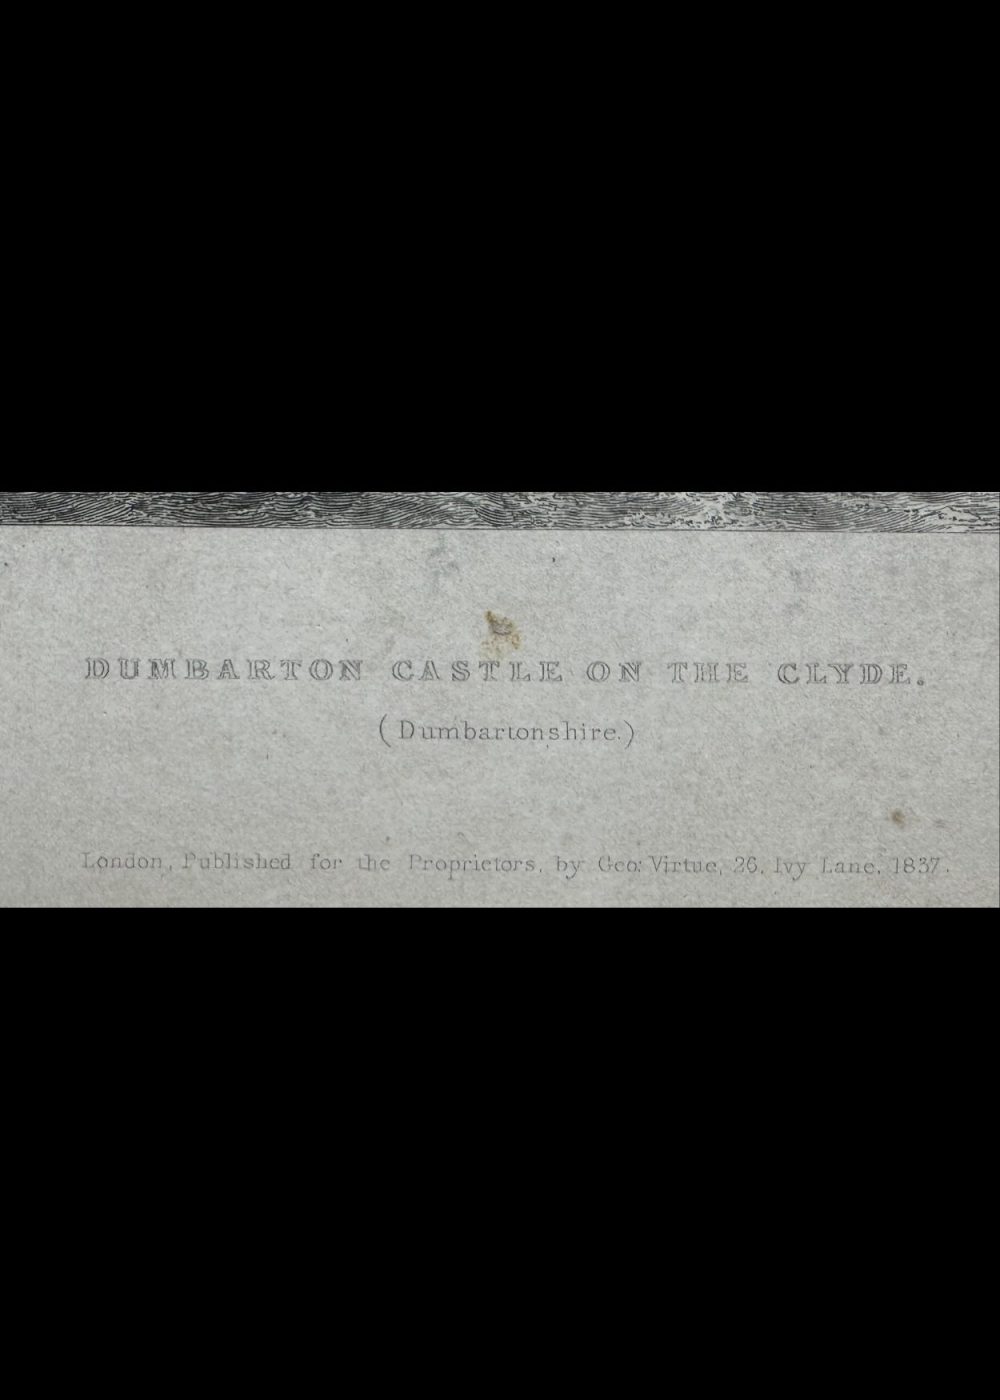 DUMBARTON CASTLE ON THE CLYDE.
(Dumbartonshire.)
London, Published for the Proprietors, by Geo: Virtue, 26, Ivy Lane, 1837.